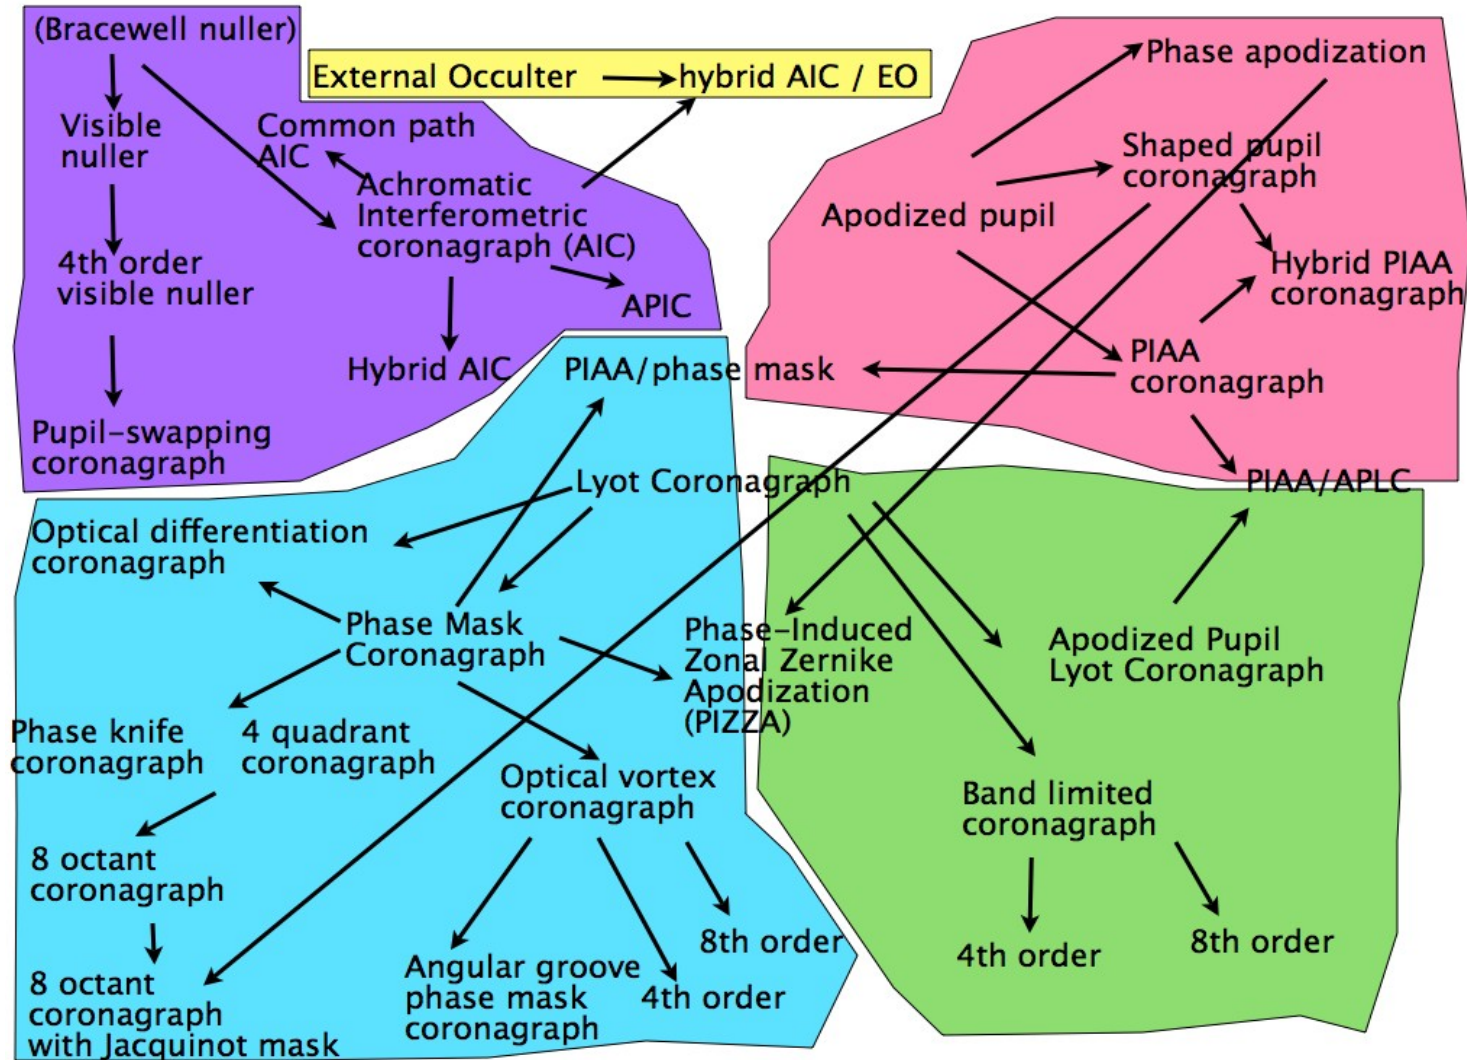 (Bracewell nuller)
External Occulter
hybrid AIC / EO
Phase apodization
Visible
nuller
Common path
AIC
Achromatic
Interferometric
coronagraph (AIC)
4th order
visible nuller
APIC
Hybrid AIC
Pupil-swapping
coronagraph
Shaped pupil
coronagraph
Apodized pupil
Hybrid PIAA
coronagraph
PIAA
coronagraph
PIAA/phase mask
PIAA/APLC
Lyot Coronagraph
Optical differentiation
coronagraph
Phase Mask
Coronagraph
Phase-Induced
Zonal Zernike
Apodization
(PIZZA)
Apodized Pupil
Lyot Coronagraph
Phase knife
coronagraph
4 quadrant
coronagraph
Optical vortex
coronagraph
Band limited
coronagraph
8 octant
coronagraph
8th order
4th order
8th order
Angular groove
phase mask
coronagraph
4th order
8 octant
coronagraph
with Jacquinot mask